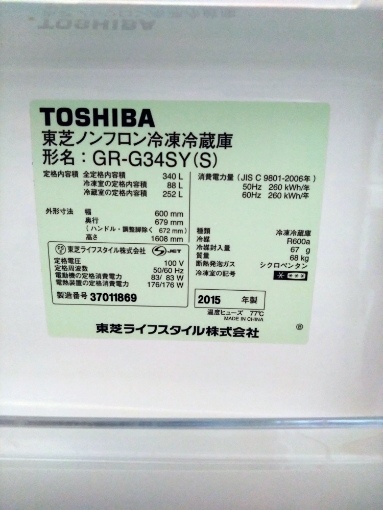 TOSHIBA
東芝ノンフロン冷凍冷蔵庫
形名：GR-G34SY(S)
定格内容積 全定格内容積 340 L
冷凍室の定格内容積 88 L
冷蔵室の定格内容積 252 L
消費電力量 (JIS C 9801-2006年)
50Hz 260 kWh/年
60Hz 260 kWh/年
外形寸法 幅 600 mm
奥行 679 mm
(ハンドル・調整脚除く 672 mm)
高さ 1608 mm
種類 冷凍冷蔵庫
冷媒 R600a
冷媒封入量 67 g
質量 68 kg
断熱発泡ガス シクロペンタン
冷凍室の記号
東芝ライフスタイル株式会社 JET
定格電圧 100 V
定格周波数 50/60 Hz
電動機の定格消費電力 83/ 83 W
電熱装置の定格消費電力 176/176 W
製造番号 37011869
2015 年製
温度ヒューズ 77℃
MADE IN CHINA
東芝ライフスタイル株式会社 Ⓑ